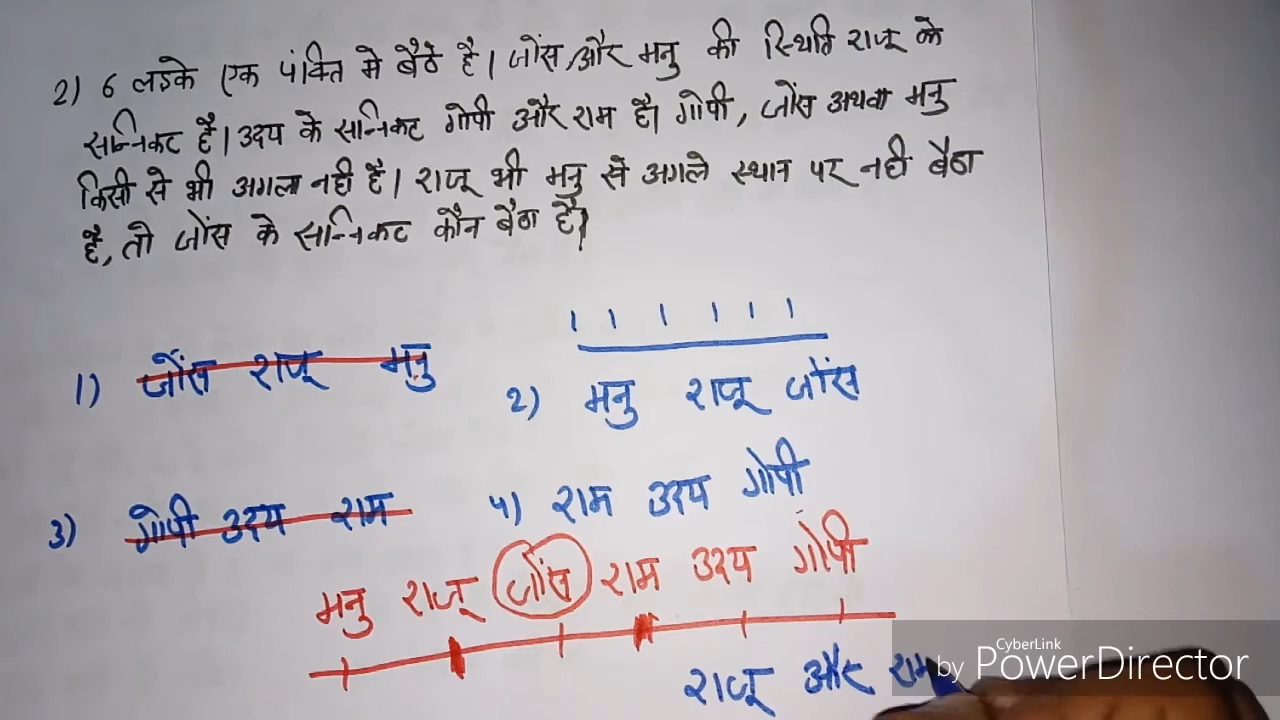 2) 6 लड़के एक पंक्ति मे बैठे है। जोंस और मनु की स्थिति राजू के
सन्निकट है। उदय के सन्निकट गोपी और राम है। गोपी, जोंस अथवा मनु
किसी से भी अगला नही है। राजू भी मनु से अगले स्थान पर नही बैठा
है, तो जोंस के सन्निकट कौन बैठा है।
1) जोंस राजू मनु
2) मनु राजू जोंस
3) गोपी उदय राम
4) राम उदय गोपी
मनु राजू जोंस राम उदय गोपी
राजू और राम
CyberLink
by PowerDirector